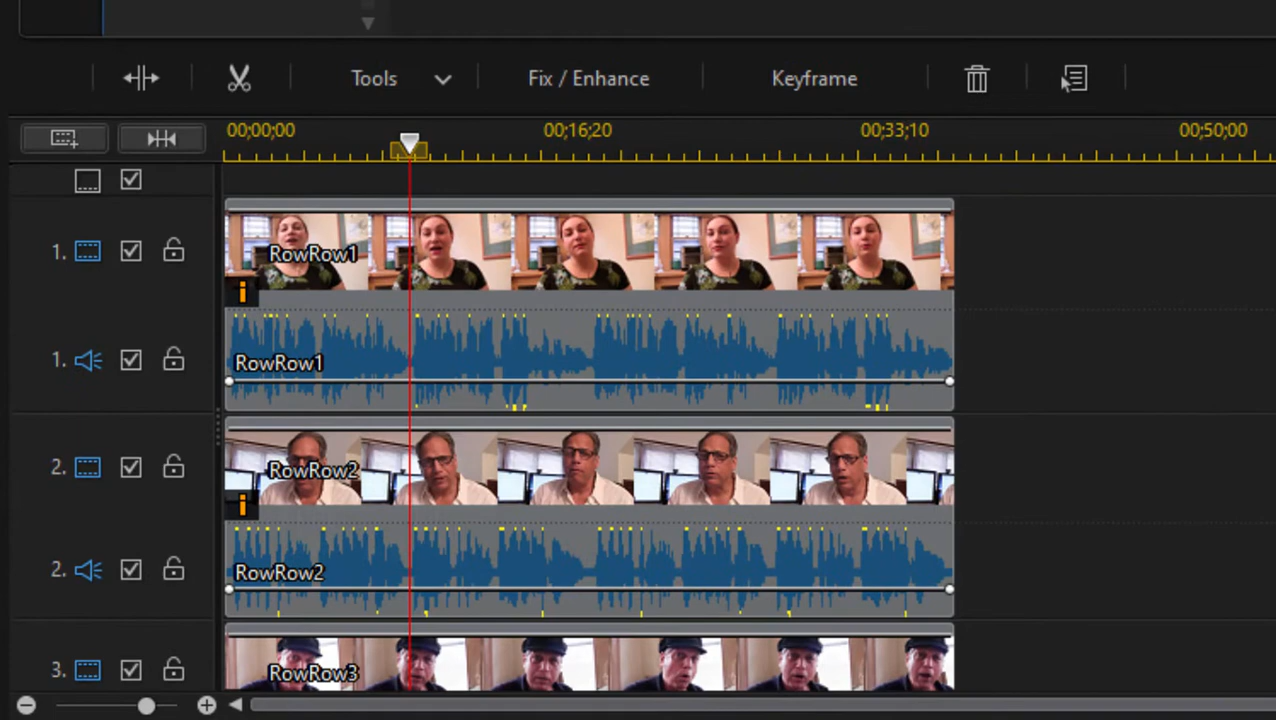 Tools Fix / Enhance Keyframe
00;00;00 00;16;20 00;33;10 00;50;00
1. RowRow1
i
1. RowRow1
2. RowRow2
i
2. RowRow2
3. RowRow3